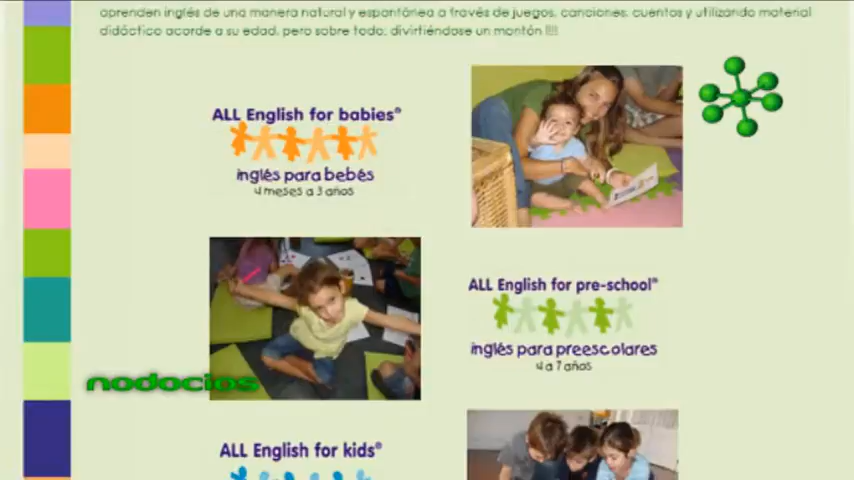 aprenden inglés de una manera natural y espontánea a través de juegos, canciones, cuentos y utilizando material
didáctico acorde a su edad, pero sobre todo: divirtiéndose un montón !!!!
ALL English for babies®
inglés para bebés
4 meses a 3 años
ALL English for pre-school®
inglés para preescolares
4 a 7 años
nodocios
ALL English for kids®